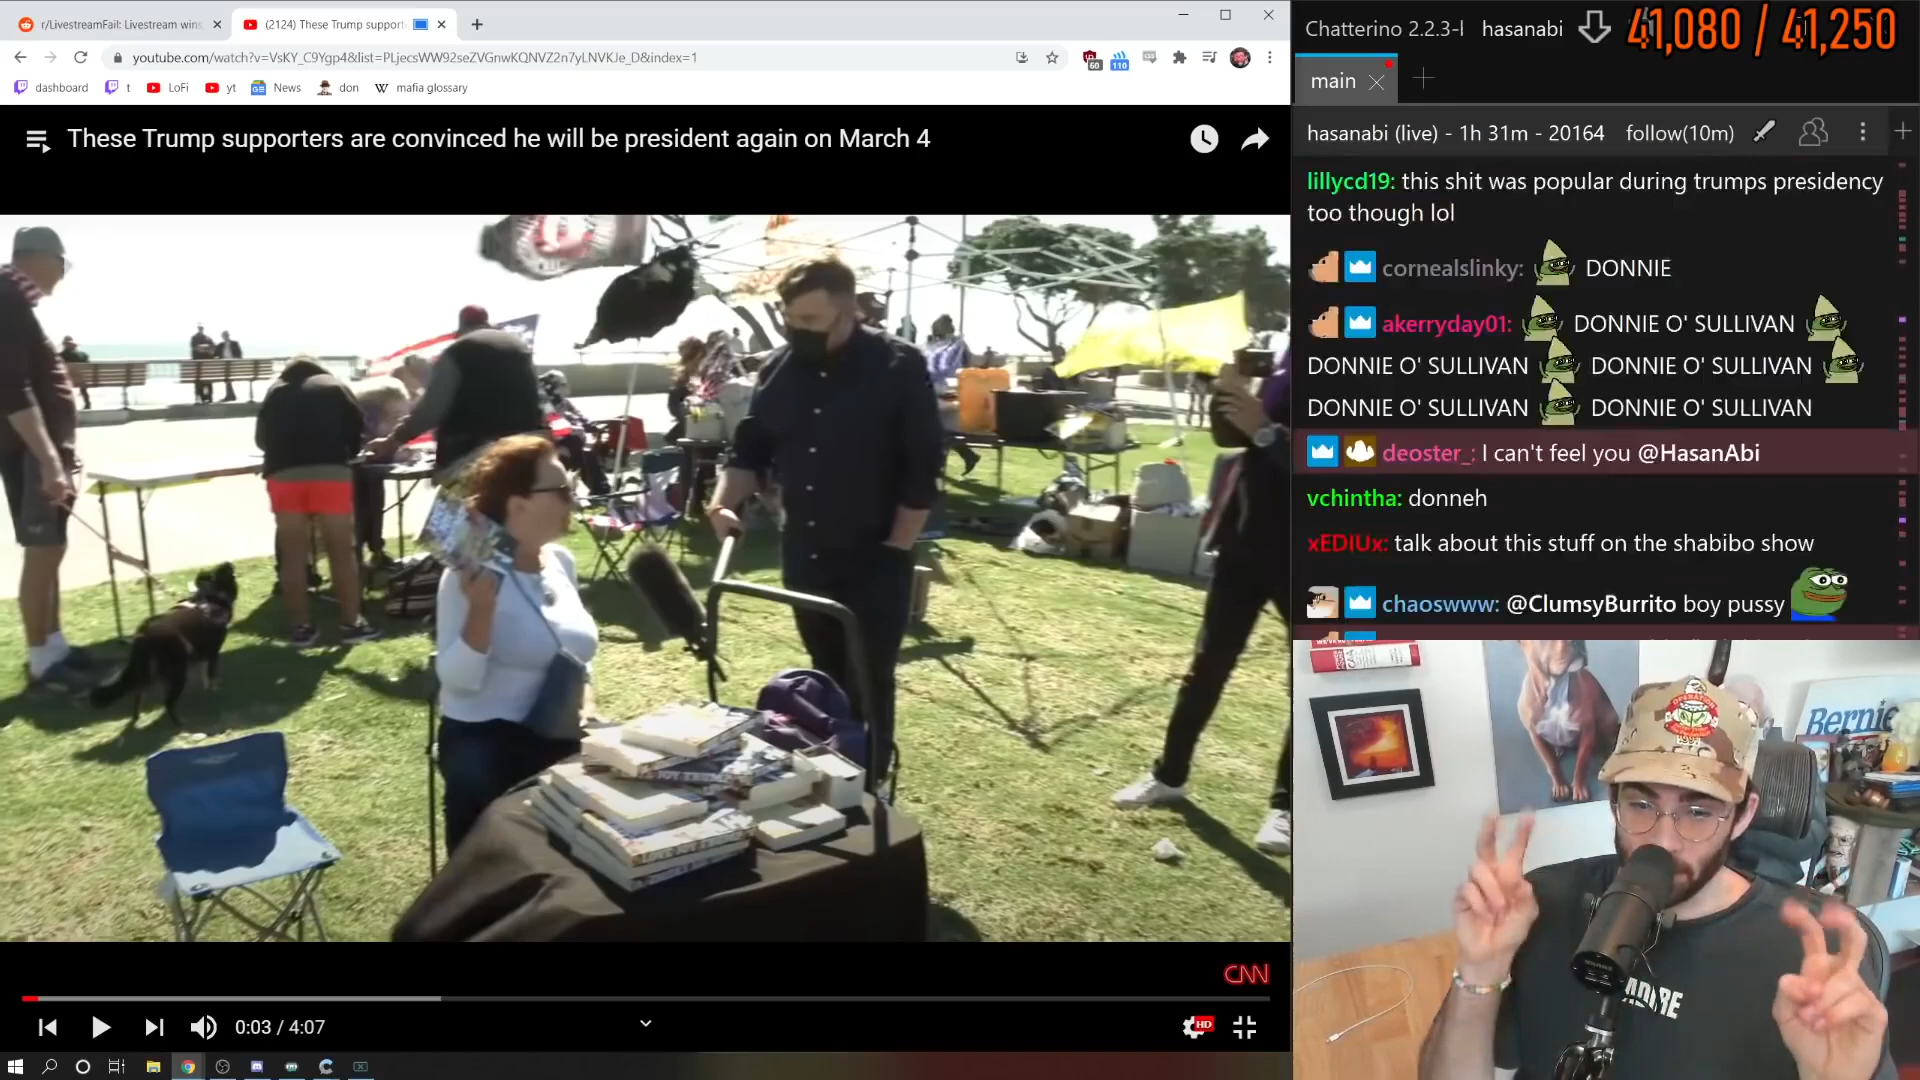 r/LivestreamFail: Livestream wins,
(2124) These Trump support
youtube.com/watch?v=VsKY_C9Ygp4&list=PLjecsWW92seZVGnwKQNVZ2n7yLNVKJe_D&index=1
60
110
dashboard
t
LoFi
yt
News
don
W
mafia glossary
These Trump supporters are convinced he will be president again on March 4
CNN
0:03 / 4:07
HD
Chatterino 2.2.3-l
hasanabi
41,080 / 41,250
main
hasanabi (live) - 1h 31m - 20164
follow(10m)
lillycd19: this shit was popular during trumps presidency
too though lol
cornealslinky: DONNIE
akerryday01: DONNIE O' SULLIVAN
DONNIE O' SULLIVAN DONNIE O' SULLIVAN
DONNIE O' SULLIVAN DONNIE O' SULLIVAN
deoster_: I can't feel you @HasanAbi
vchintha: donneh
xEDIUx: talk about this stuff on the shabibo show
chaoswww: @ClumsyBurrito boy pussy
Bernie